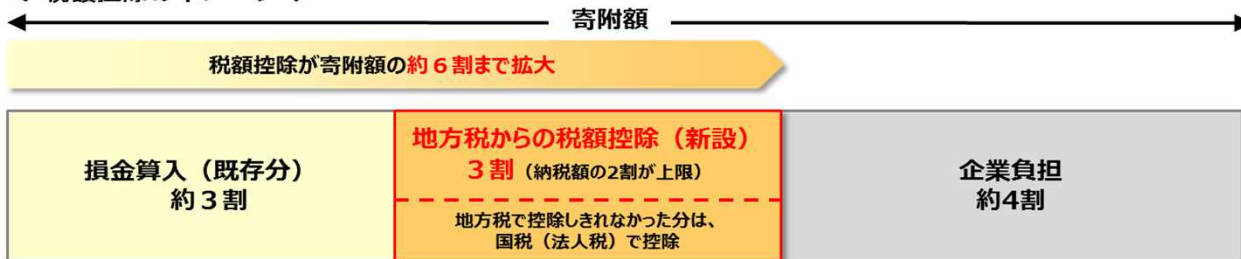 寄附額
税額控除が寄附額の約６割まで拡大
損金算入（既存分）
約３割
地方税からの税額控除（新設）
３割（納税額の2割が上限）
地方税で控除しきれなかった分は、
国税（法人税）で控除
企業負担
約4割